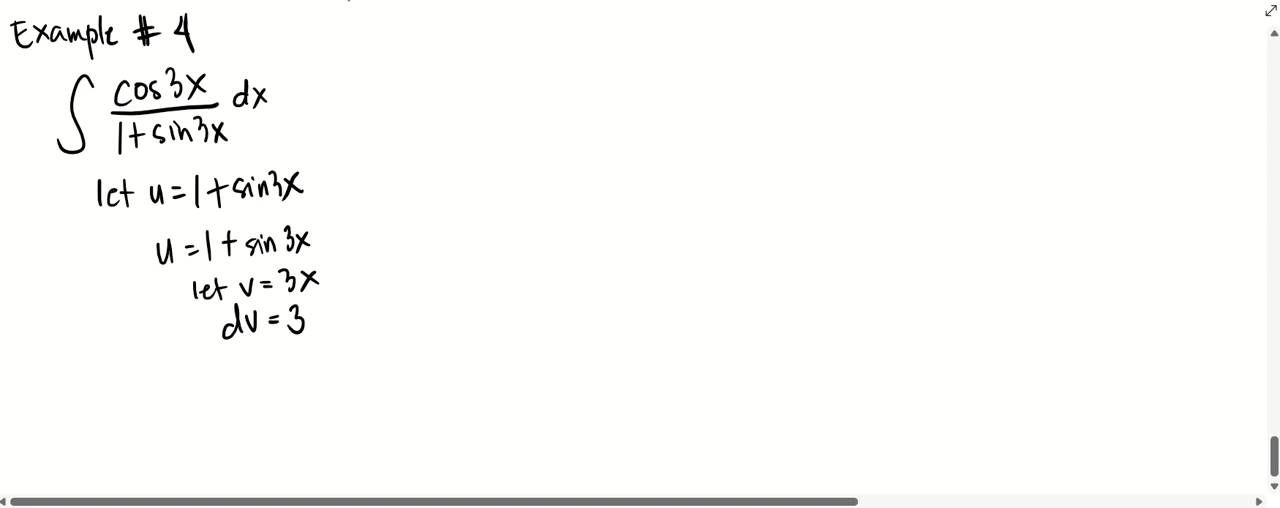 Example # 4
∫ cos3x / 1+sin3x dx
let u=1+sin3x
u=1+sin 3x
let v=3x
dv=3